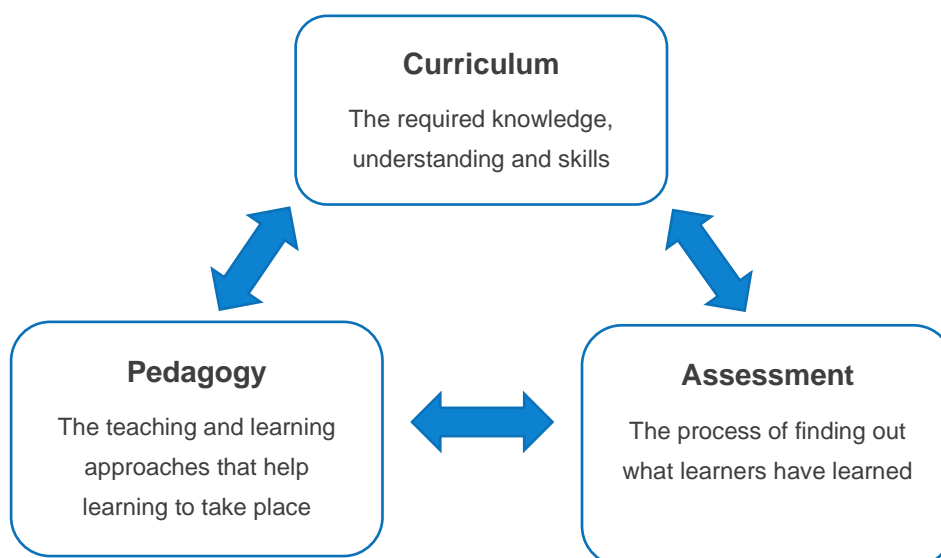 Curriculum
The required knowledge,
understanding and skills
Pedagogy
The teaching and learning
approaches that help
learning to take place
Assessment
The process of finding out
what learners have learned